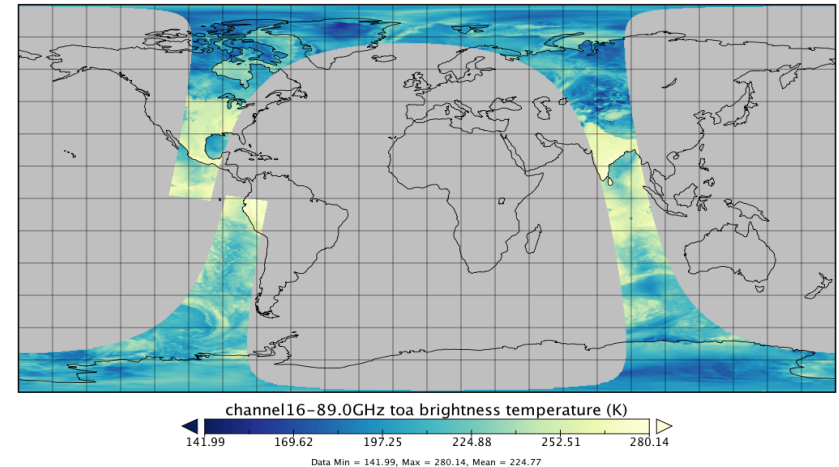 channel16-89.0GHz toa brightness temperature (K)
141.99 169.62 197.25 224.88 252.51 280.14
Data Min = 141.99, Max = 280.14, Mean = 224.77